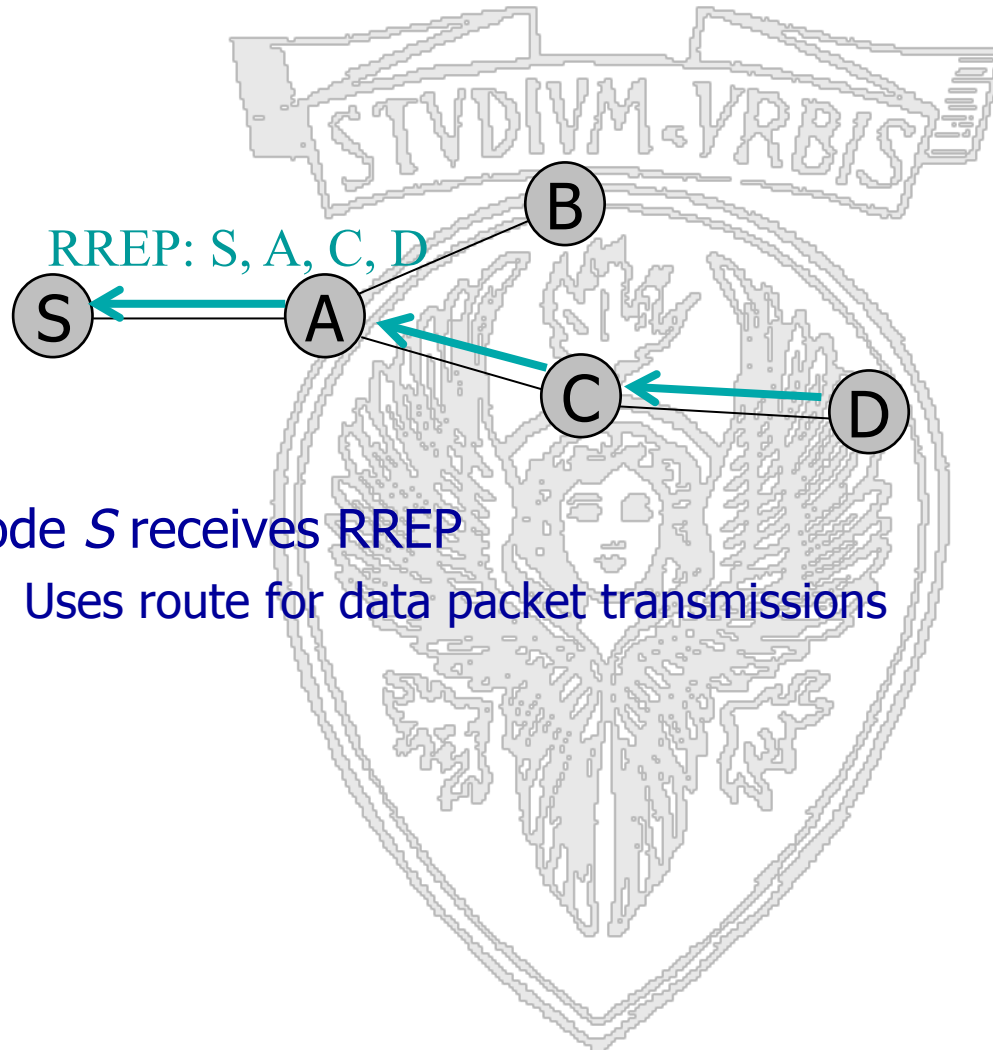 STVDIVM VRBIS
B
RREP: S, A, C, D
S
A
C
D
ode S receives RREP
Uses route for data packet transmissions